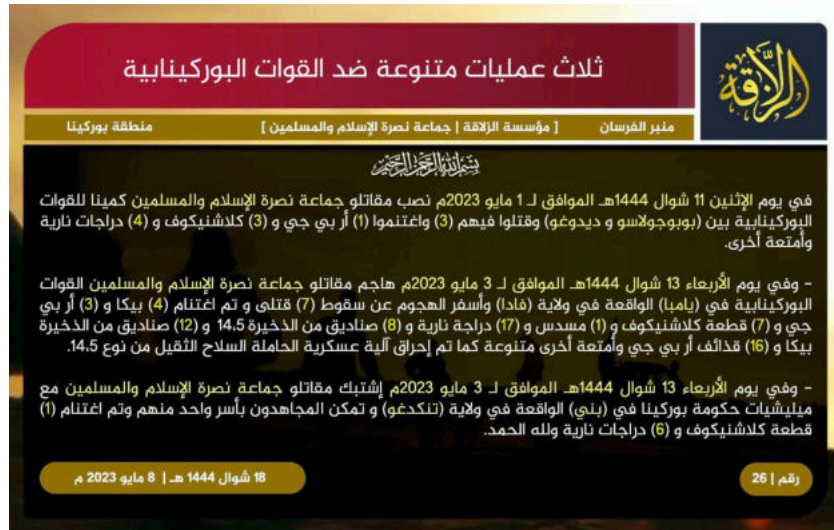 ثلاث عمليات متنوعة ضد القوات البوركينابية
الزلاقة
منبر الفرسان
[ مؤسسة الزلاقة | جماعة نصرة الإسلام والمسلمين ]
منطقة بوركينا
بسم الله الرحمن الرحيم
في يوم الإثنين 11 شوال 1444هـ الموافق لـ 1 مايو 2023م نصب مقاتلو جماعة نصرة الإسلام والمسلمين كمينا للقوات
البوركينابية بين (بوبوجولاسو و ديدوغو) وقتلوا فيهم (3) واغتنموا (1) أر بي جي و (3) كلاشنيكوف و (4) دراجات نارية
وأمتعة أخرى.
- وفي يوم الأربعاء 13 شوال 1444هـ الموافق لـ 3 مايو 2023م هاجم مقاتلو جماعة نصرة الإسلام والمسلمين القوات
البوركينابية في (يامبا) الواقعة في ولاية (فادا) وأسفر الهجوم عن سقوط (7) قتلى و تم اغتنام (4) بيكا و (3) أر بي
جي و (7) قطعة كلاشنيكوف و (1) مسدس و (17) دراجة نارية و (8) صناديق من الذخيرة 14.5 و (12) صناديق من الذخيرة
بيكا و (16) قذائف أر بي جي وأمتعة أخرى متنوعة كما تم إحراق آلية عسكرية الحاملة السلاح الثقيل من نوع 14.5.
- وفي يوم الأربعاء 13 شوال 1444هـ الموافق لـ 3 مايو 2023م إشتبك مقاتلو جماعة نصرة الإسلام والمسلمين مع
ميليشيات حكومة بوركينا في (بني) الواقعة في ولاية (تنكدغو) و تمكن المجاهدون بأسر واحد منهم وتم اغتنام (1)
قطعة كلاشنيكوف و (6) دراجات نارية ولله الحمد.
رقم | 26
18 شوال 1444 هـ | 8 مايو 2023 م